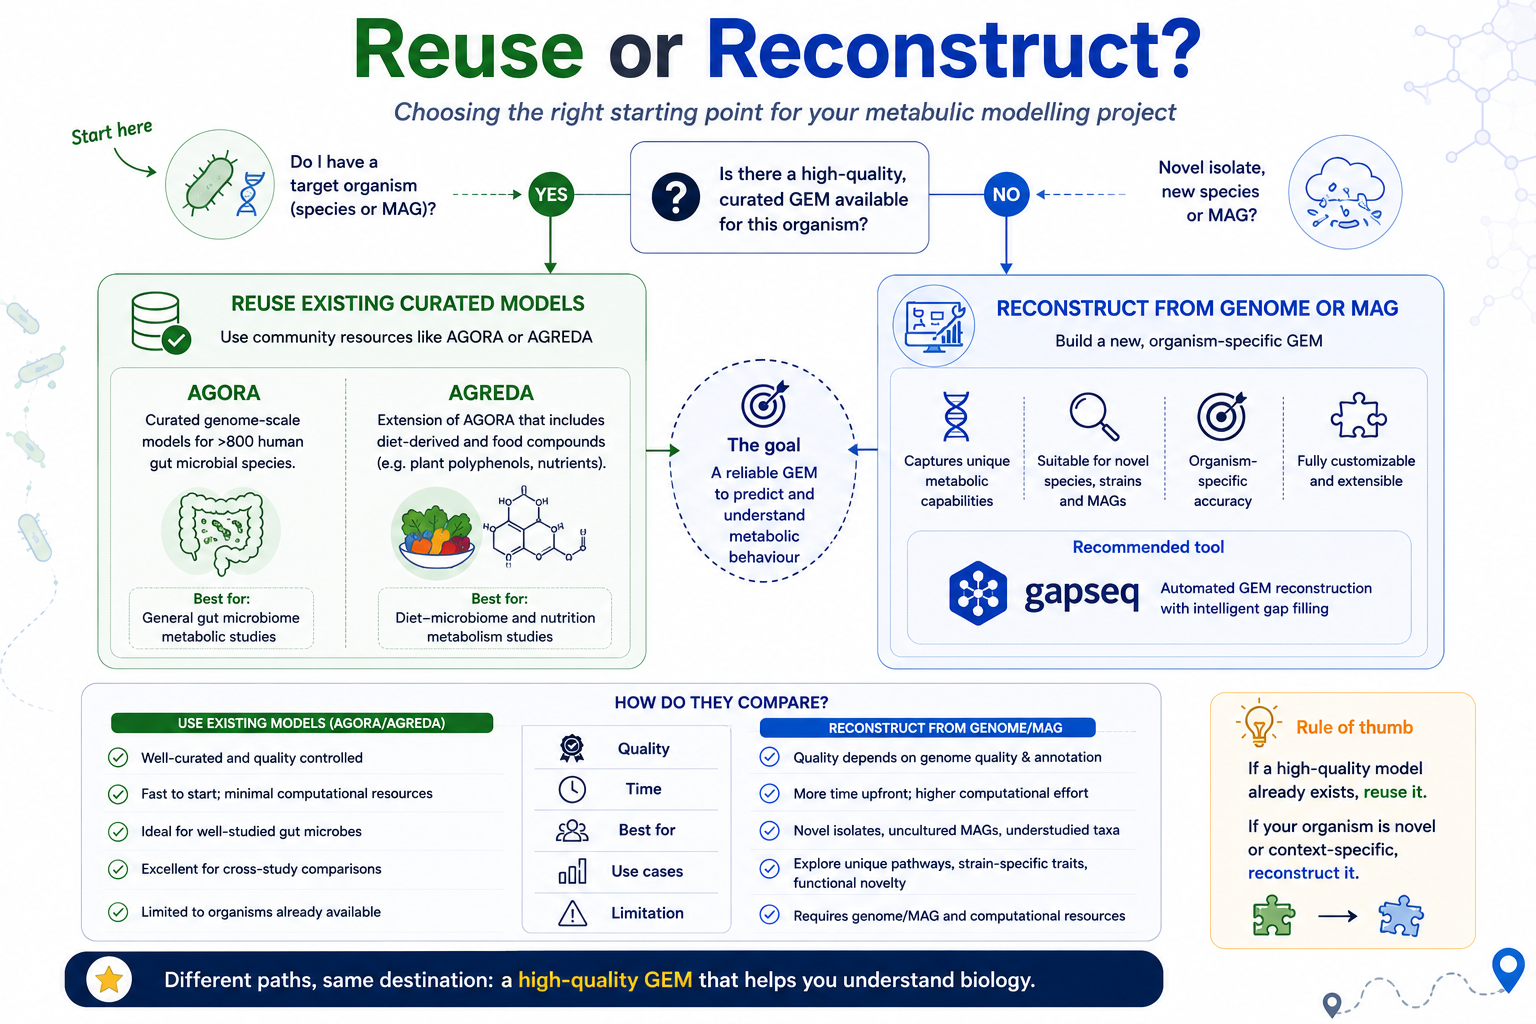 Reuse or Reconstruct?
Choosing the right starting point for your metabulic modelling project
Start here
Do I have a
target organism
(species or MAG)?
YES
?
Is there a high-quality,
curated GEM available
for this organism?
NO
Novel isolate,
new species
or MAG?
REUSE EXISTING CURATED MODELS
Use community resources like AGORA or AGREDA
AGORA
Curated genome-scale
models for >800 human
gut microbial species.
Best for:
General gut microbiome
metabolic studies
AGREDA
Extension of AGORA that includes
diet-derived and food compounds
(e.g. plant polyphenols, nutrients).
Best for:
Diet–microbiome and nutrition
metabolism studies
The goal
A reliable GEM
to predict and
understand
metabolic
behaviour
RECONSTRUCT FROM GENOME OR MAG
Build a new, organism-specific GEM
Captures unique
metabolic
capabilities
Suitable for novel
species, strains
and MAGs
Organism-
specific
accuracy
Fully customizable
and extensible
Recommended tool
gapseq
Automated GEM reconstruction
with intelligent gap filling
HOW DO THEY COMPARE?
USE EXISTING MODELS (AGORA/AGREDA)
Well-curated and quality controlled
Fast to start; minimal computational resources
Ideal for well-studied gut microbes
Excellent for cross-study comparisons
Limited to organisms already available
Quality
Time
Best for
Use cases
Limitation
RECONSTRUCT FROM GENOME/MAG
Quality depends on genome quality & annotation
More time upfront; higher computational effort
Novel isolates, uncultured MAGs, understudied taxa
Explore unique pathways, strain-specific traits,
functional novelty
Requires genome/MAG and computational resources
Rule of thumb
If a high-quality model
already exists, reuse it.
If your organism is novel
or context-specific,
reconstruct it.
Different paths, same destination: a high-quality GEM that helps you understand biology.